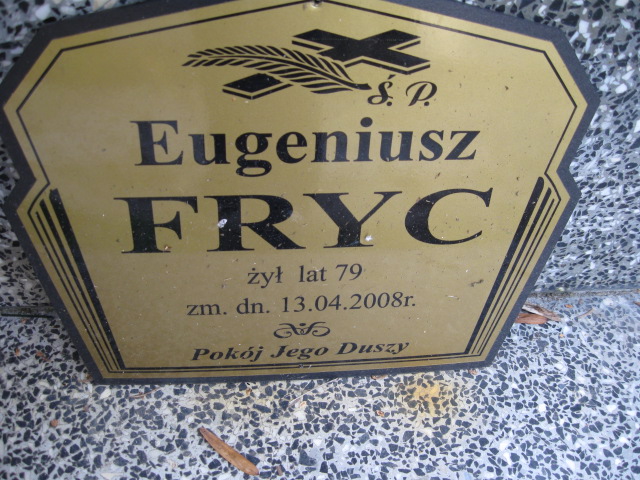 Ś. P.
Eugeniusz
FRYC
żył lat 79
zm. dn. 13.04.2008r.
Pokój Jego Duszy